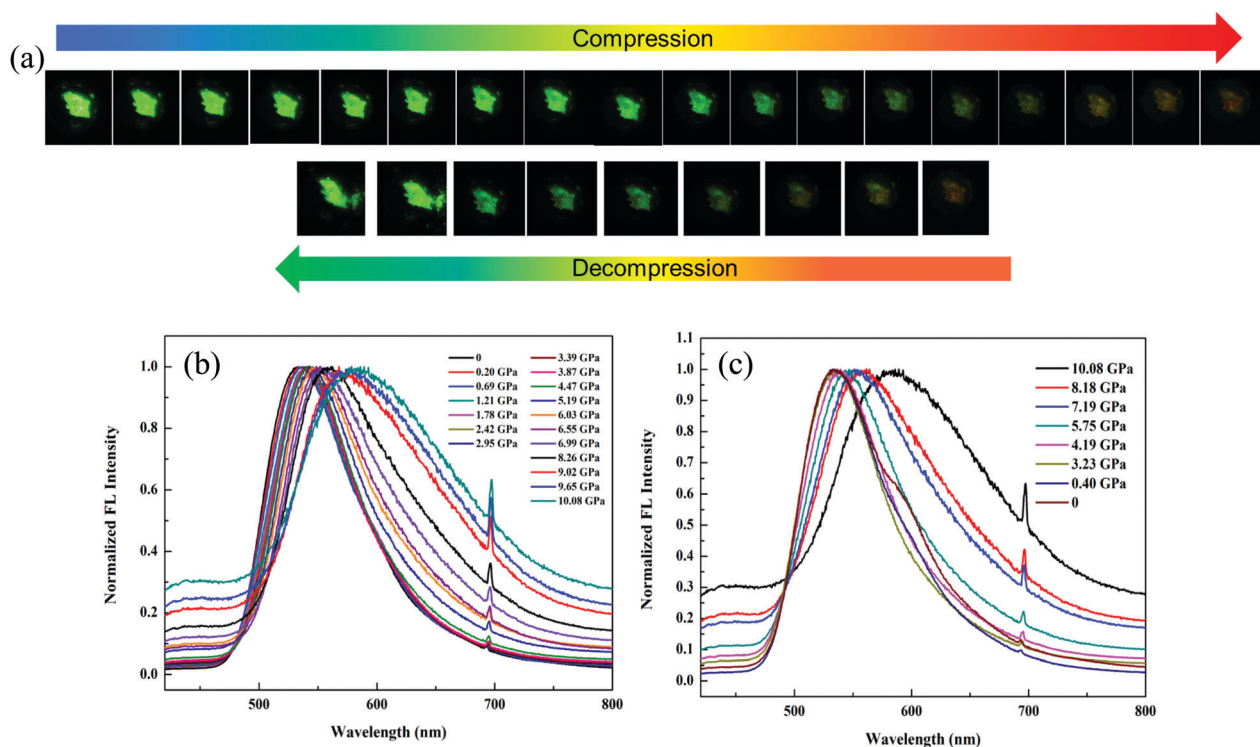 Compression
(a)
Decompression
(b)
0
0.20 GPa
0.69 GPa
1.21 GPa
1.78 GPa
2.42 GPa
2.95 GPa
3.39 GPa
3.87 GPa
4.47 GPa
5.19 GPa
6.03 GPa
6.55 GPa
6.99 GPa
8.26 GPa
9.02 GPa
9.65 GPa
10.08 GPa
1.0
0.8
0.6
0.4
0.2
0.0
Normalized FL Intensity
500
600
700
800
Wavelength (nm)
(c)
10.08 GPa
8.18 GPa
7.19 GPa
5.75 GPa
4.19 GPa
3.23 GPa
0.40 GPa
0
1.1
1.0
0.9
0.8
0.7
0.6
0.5
0.4
0.3
0.2
0.1
0.0
Normalized FL Intensity
500
600
700
800
Wavelength (nm)